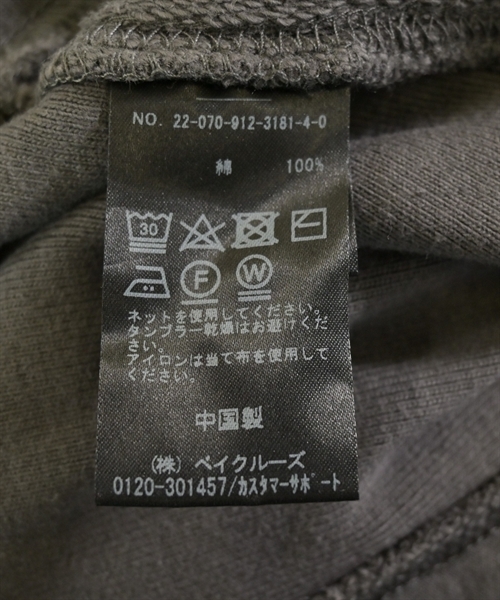 NO. 22-070-912-3181-4-0
綿 100%
30
F W
ネットを使用してください。
タンブラー乾燥はお避けくだ
さい。
アイロンは当て布を使用して
ください。
中国製
(株) ベイクルーズ
0120-301457/カスタマーサポート